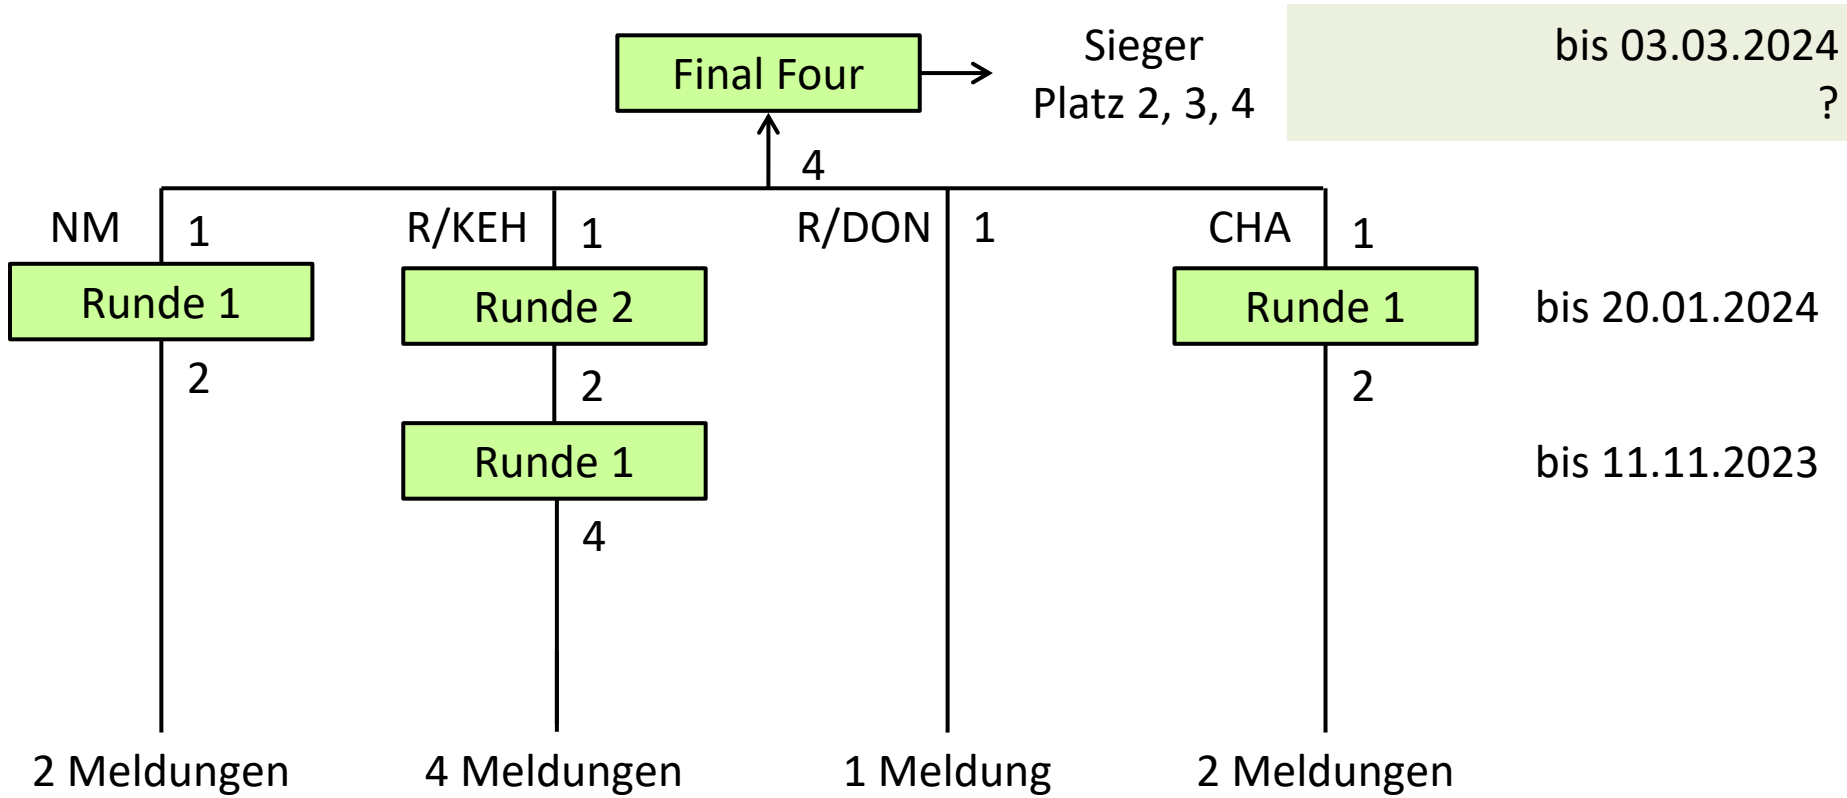 Final Four
Sieger
Platz 2, 3, 4
bis 03.03.2024
?
4
NM
1
R/KEH
1
R/DON
1
CHA
1
Runde 1
Runde 2
Runde 1
bis 20.01.2024
2
2
2
Runde 1
bis 11.11.2023
4
2 Meldungen
4 Meldungen
1 Meldung
2 Meldungen